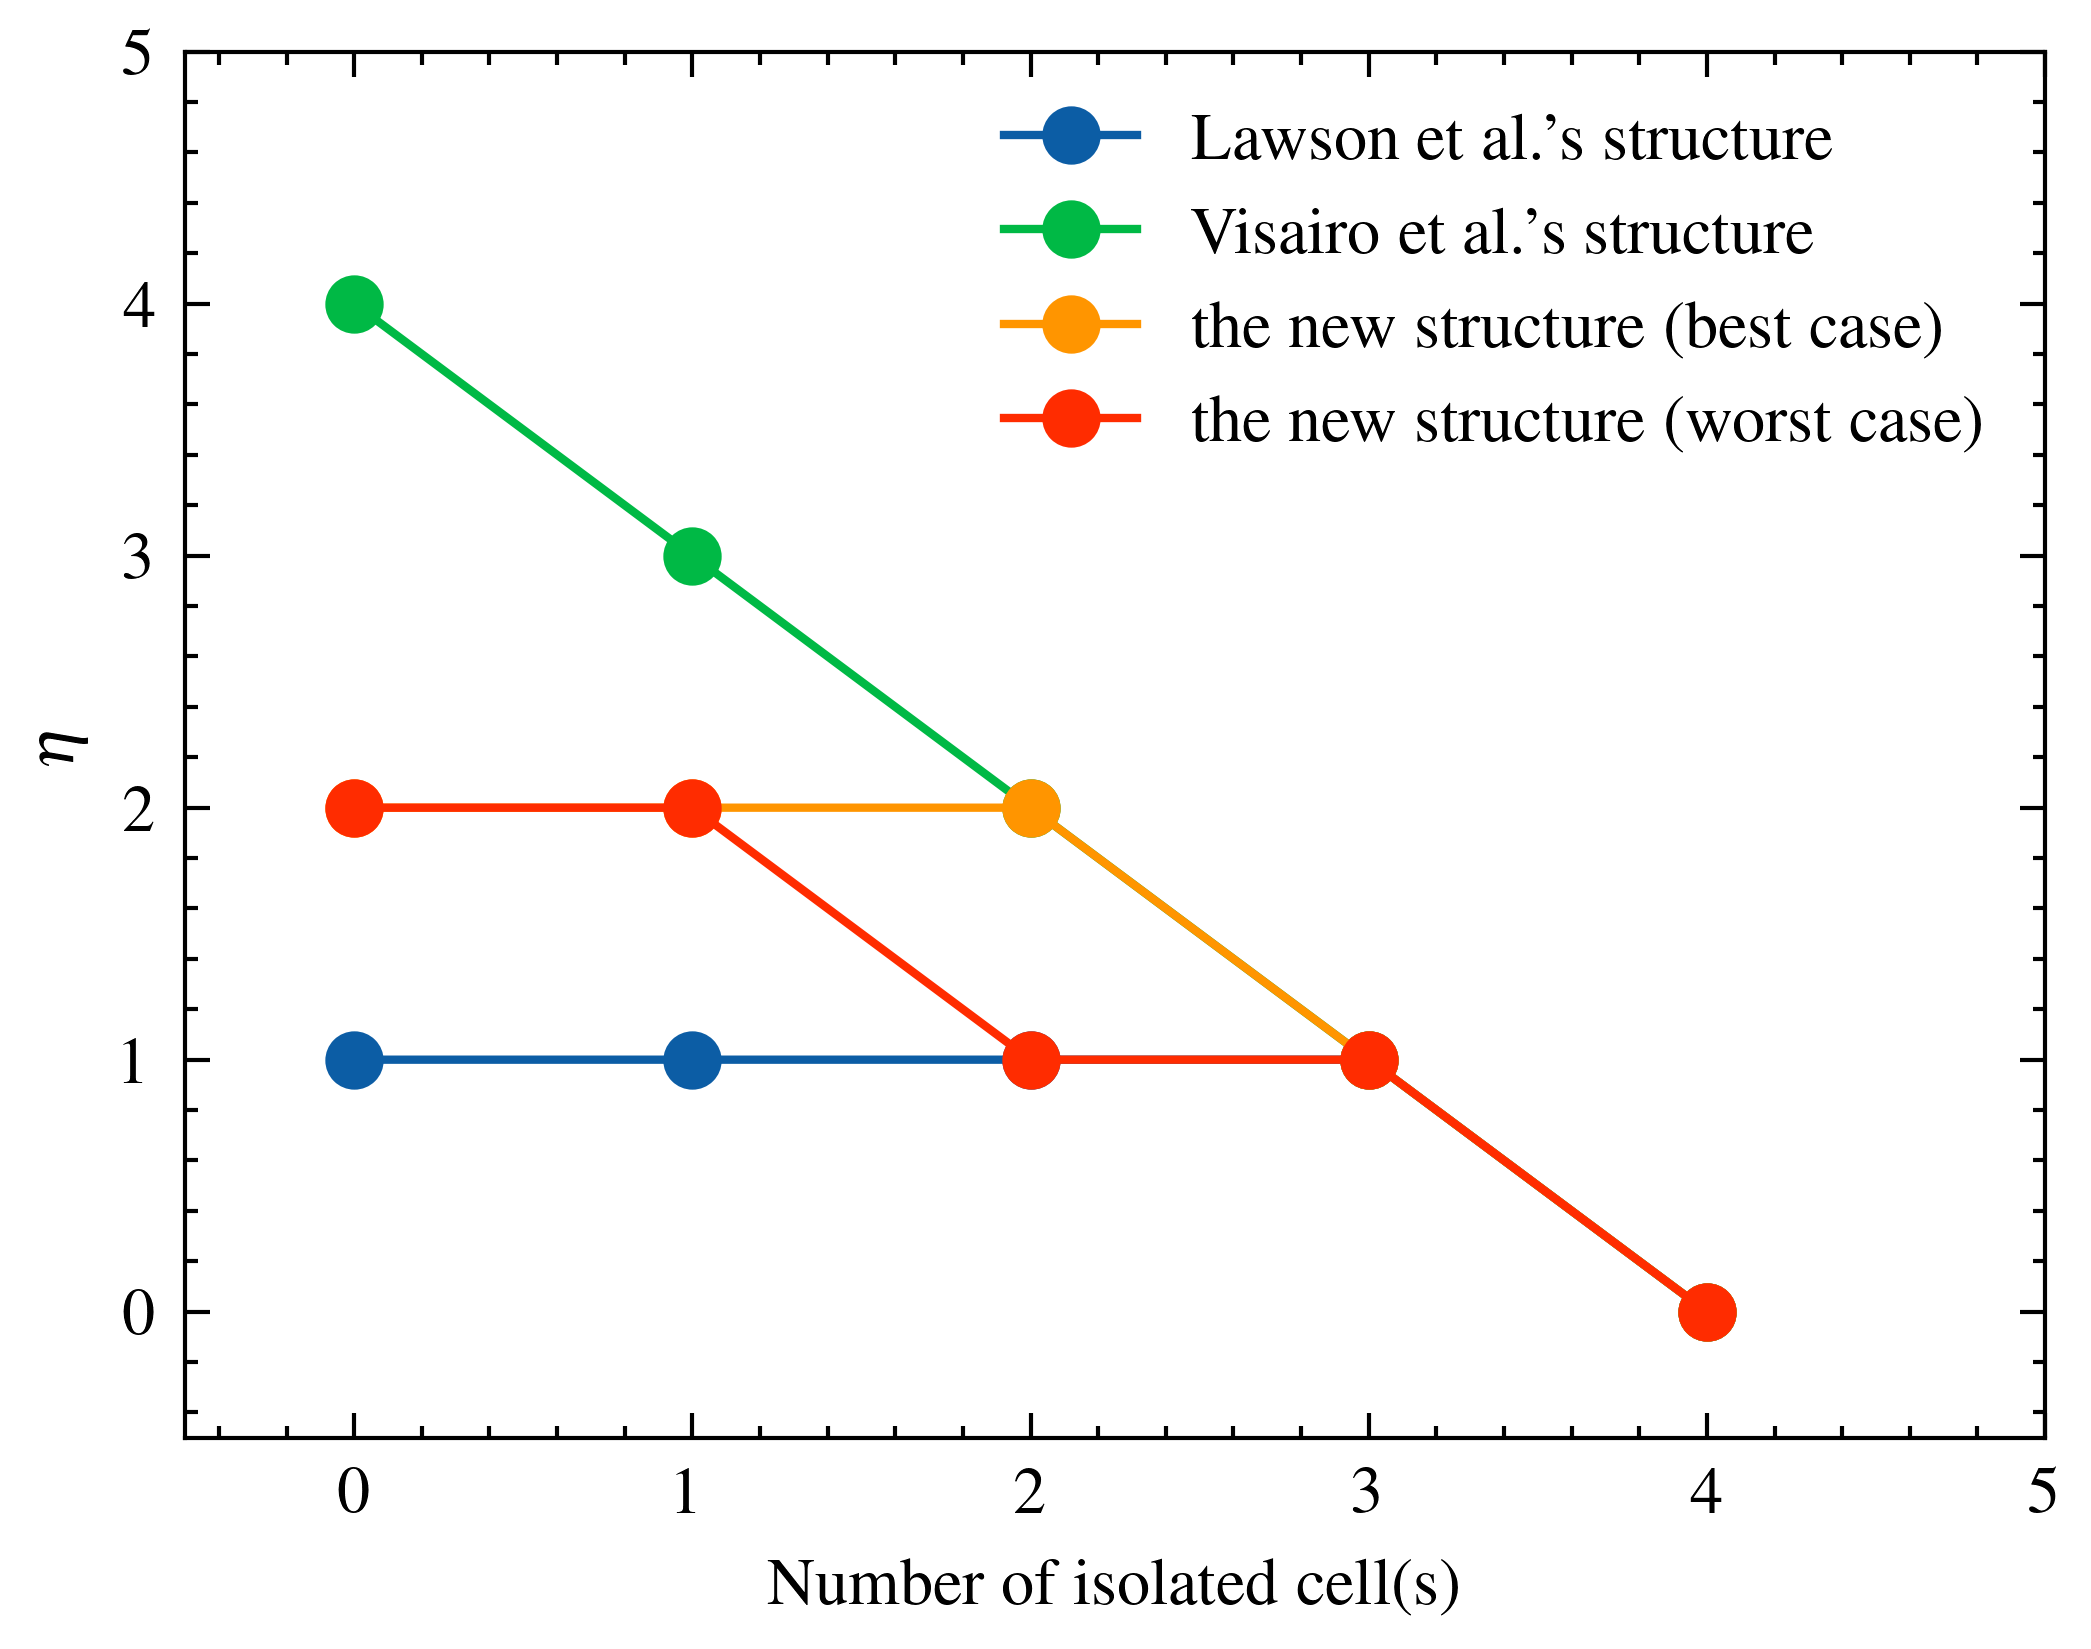 5
4
3
2
1
0
η
Lawson et al.’s structure
Visairo et al.’s structure
the new structure (best case)
the new structure (worst case)
0 1 2 3 4 5
Number of isolated cell(s)